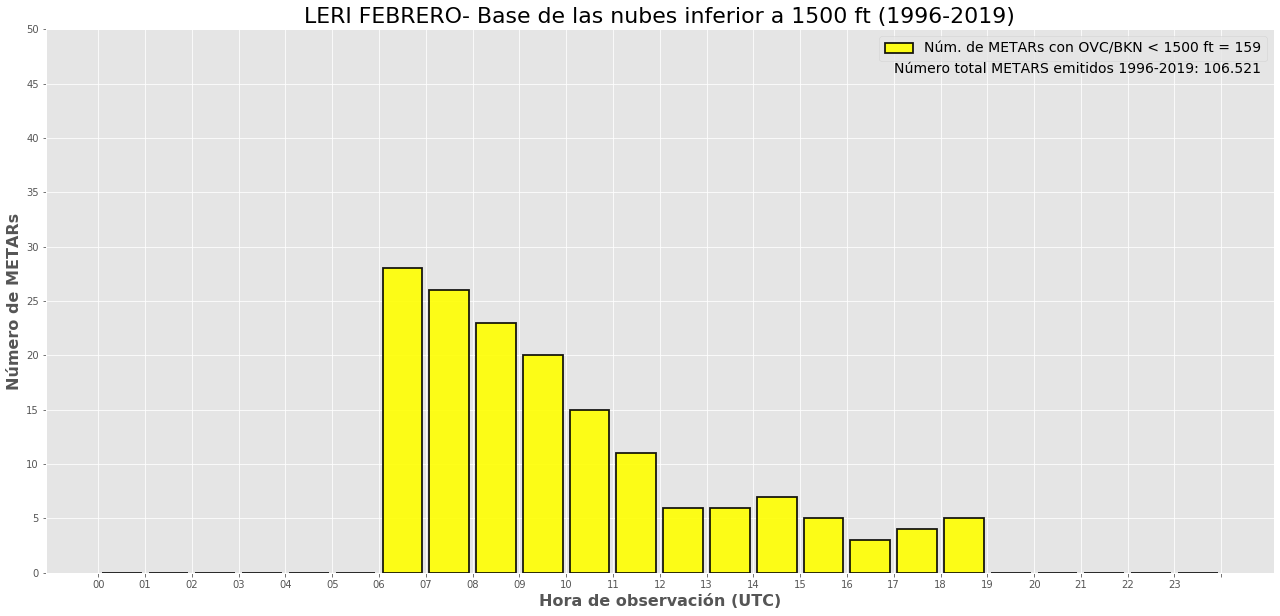 LERI FEBRERO- Base de las nubes inferior a 1500 ft (1996-2019)
Núm. de METARs con OVC/BKN < 1500 ft = 159
Número total METARS emitidos 1996-2019: 106.521
Número de METARs
50
45
40
35
30
25
20
15
10
5
0
00 01 02 03 04 05 06 07 08 09 10 11 12 13 14 15 16 17 18 19 20 21 22 23
Hora de observación (UTC)